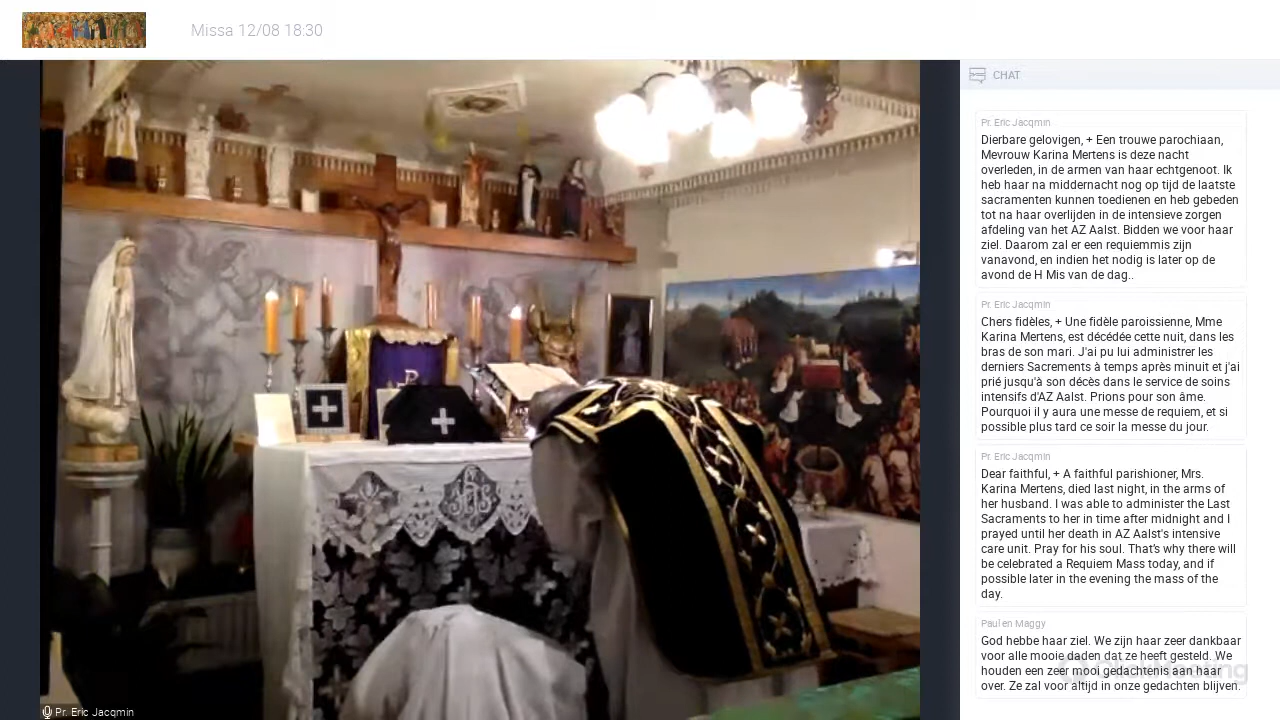 Missa 12/08 18:30
CHAT
Pr. Eric Jacqmin
Dierbare gelovigen, + Een trouwe parochiaan,
Mevrouw Karina Mertens is deze nacht
overleden, in de armen van haar echtgenoot. Ik
heb haar na middernacht nog op tijd de laatste
sacramenten kunnen toedienen en heb gebeden
tot na haar overlijden in de intensieve zorgen
afdeling van het AZ Aalst. Bidden we voor haar
ziel. Daarom zal er een requiemmis zijn
vanavond, en indien het nodig is later op de
avond de H Mis van de dag..
Pr. Eric Jacqmin
Chers fidèles, + Une fidèle paroissienne, Mme
Karina Mertens, est décédée cette nuit, dans les
bras de son mari. J'ai pu lui administrer les
derniers Sacrements à temps après minuit et j'ai
prié jusqu'à son décès dans le service de soins
intensifs d'AZ Aalst. Prions pour son âme.
Pourquoi il y aura une messe de requiem, et si
possible plus tard ce soir la messe du jour.
Pr. Eric Jacqmin
Dear faithful, + A faithful parishioner, Mrs.
Karina Mertens, died last night, in the arms of
her husband. I was able to administer the Last
Sacraments to her in time after midnight and I
prayed until her death in AZ Aalst's intensive
care unit. Pray for his soul. That's why there will
be celebrated a Requiem Mass today, and if
possible later in the evening the mass of the
day.
Paul en Maggy
God hebbe haar ziel. We zijn haar zeer dankbaar
voor alle mooie daden dat ze heeft gesteld. We
houden een zeer mooi gedachtenis aan haar
over. Ze zal voor altijd in onze gedachten blijven.
Pr. Eric Jacqmin